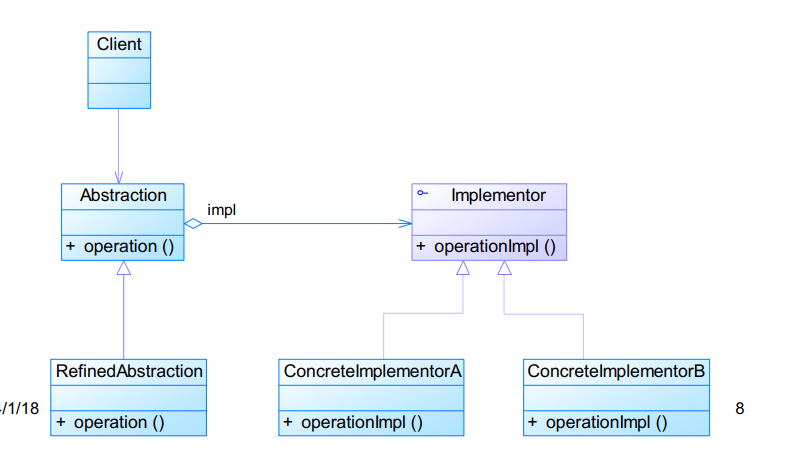 Client
Abstraction
+ operation ()
impl
Implementor
+ operationImpl ()
RefinedAbstraction
+ operation ()
ConcreteImplementorA
+ operationImpl ()
ConcreteImplementorB
+ operationImpl ()
/1/18
8